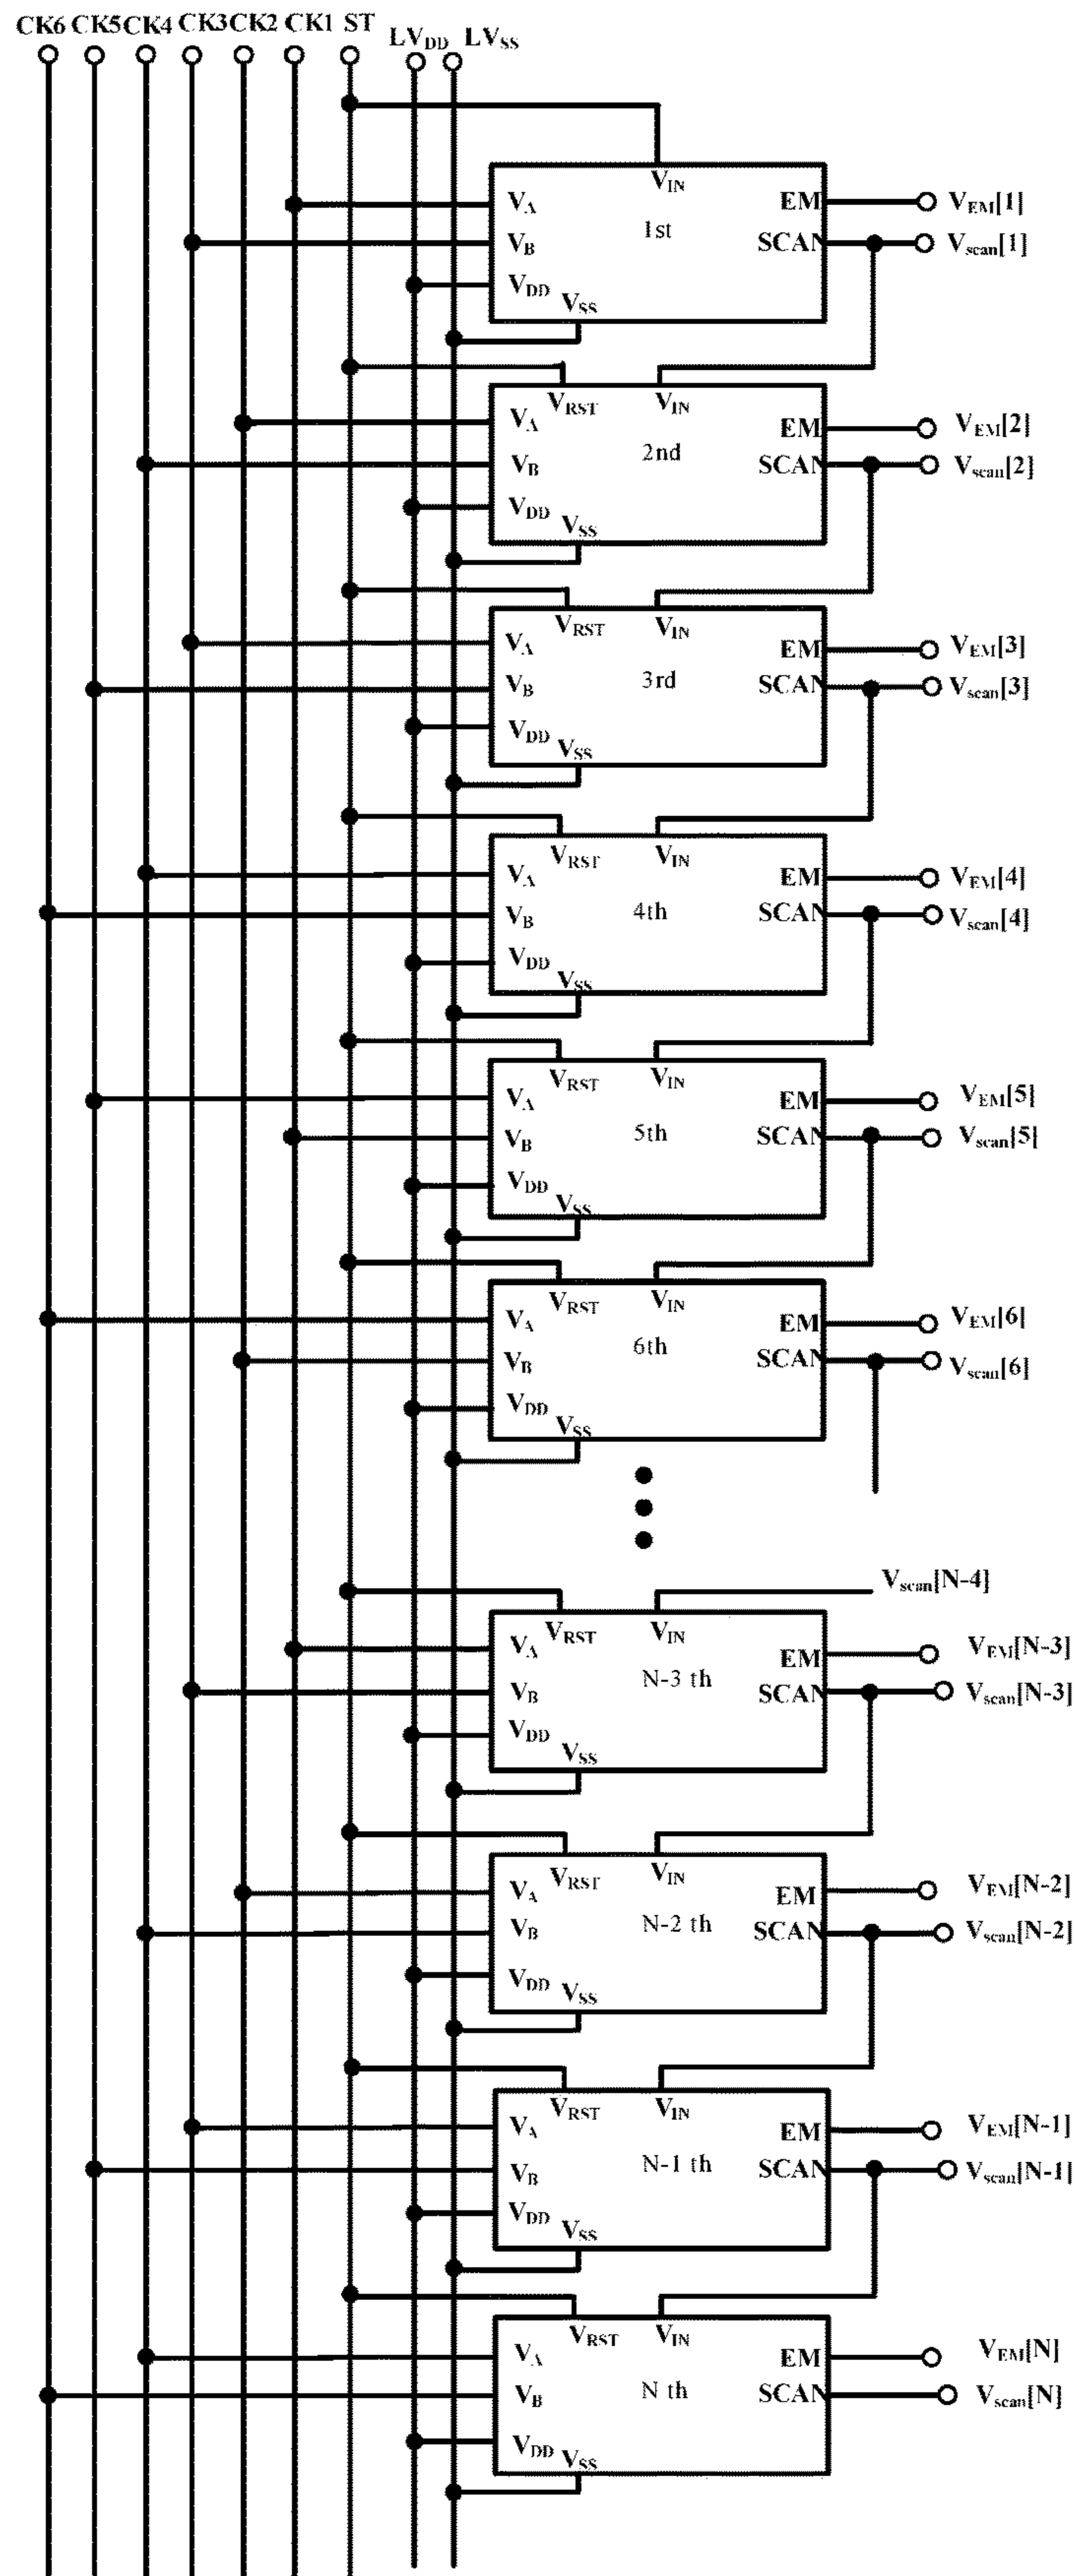 CK6 CK5 CK4 CK3 CK2 CK1 ST LVDD LVSS
VIN
VA 1st EM VEM[1]
VB SCAN Vscan[1]
VDD
VSS
VRST VIN
VA EM VEM[2]
VB 2nd SCAN Vscan[2]
VDD
VSS
VRST VIN
VA EM VEM[3]
VB 3rd SCAN Vscan[3]
VDD
VSS
VRST VIN
VA EM VEM[4]
VB 4th SCAN Vscan[4]
VDD
VSS
VRST VIN
VA EM VEM[5]
VB 5th SCAN Vscan[5]
VDD
VSS
VRST VIN
VA EM VEM[6]
VB 6th SCAN Vscan[6]
VDD
VSS
Vscan[N-4]
VRST VIN
VA EM VEM[N-3]
VB N-3 th SCAN Vscan[N-3]
VDD
VSS
VRST VIN
VA EM VEM[N-2]
VB N-2 th SCAN Vscan[N-2]
VDD
VSS
VRST VIN
VA EM VEM[N-1]
VB N-1 th SCAN Vscan[N-1]
VDD
VSS
VRST VIN
VA EM VEM[N]
VB N th SCAN Vscan[N]
VDD
VSS